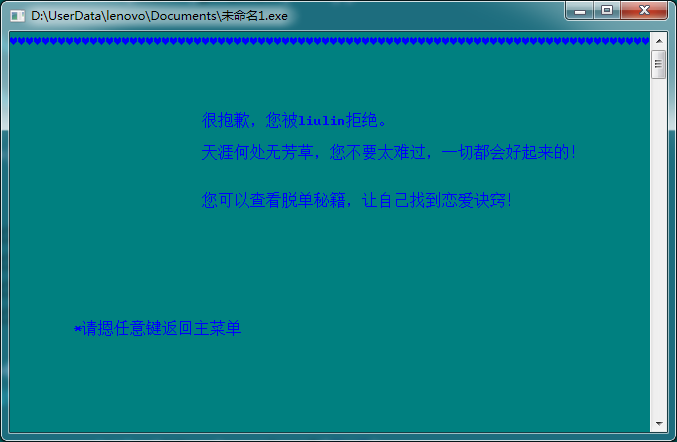 D:\UserData\lenovo\Documents\未命名1.exe
♥♥♥♥♥♥♥♥♥♥♥♥♥♥♥♥♥♥♥♥♥♥♥♥♥♥♥♥♥♥♥♥♥♥♥♥♥♥♥♥♥♥♥♥♥♥♥♥♥♥♥♥♥♥♥♥♥♥♥♥♥♥♥♥♥♥♥♥♥♥♥♥♥♥♥♥♥♥♥♥
很抱歉，您被liulin拒绝。
天涯何处无芳草，您不要太难过，一切都会好起来的！
您可以查看脱单秘籍，让自己找到恋爱诀窍！
*请摁任意键返回主菜单